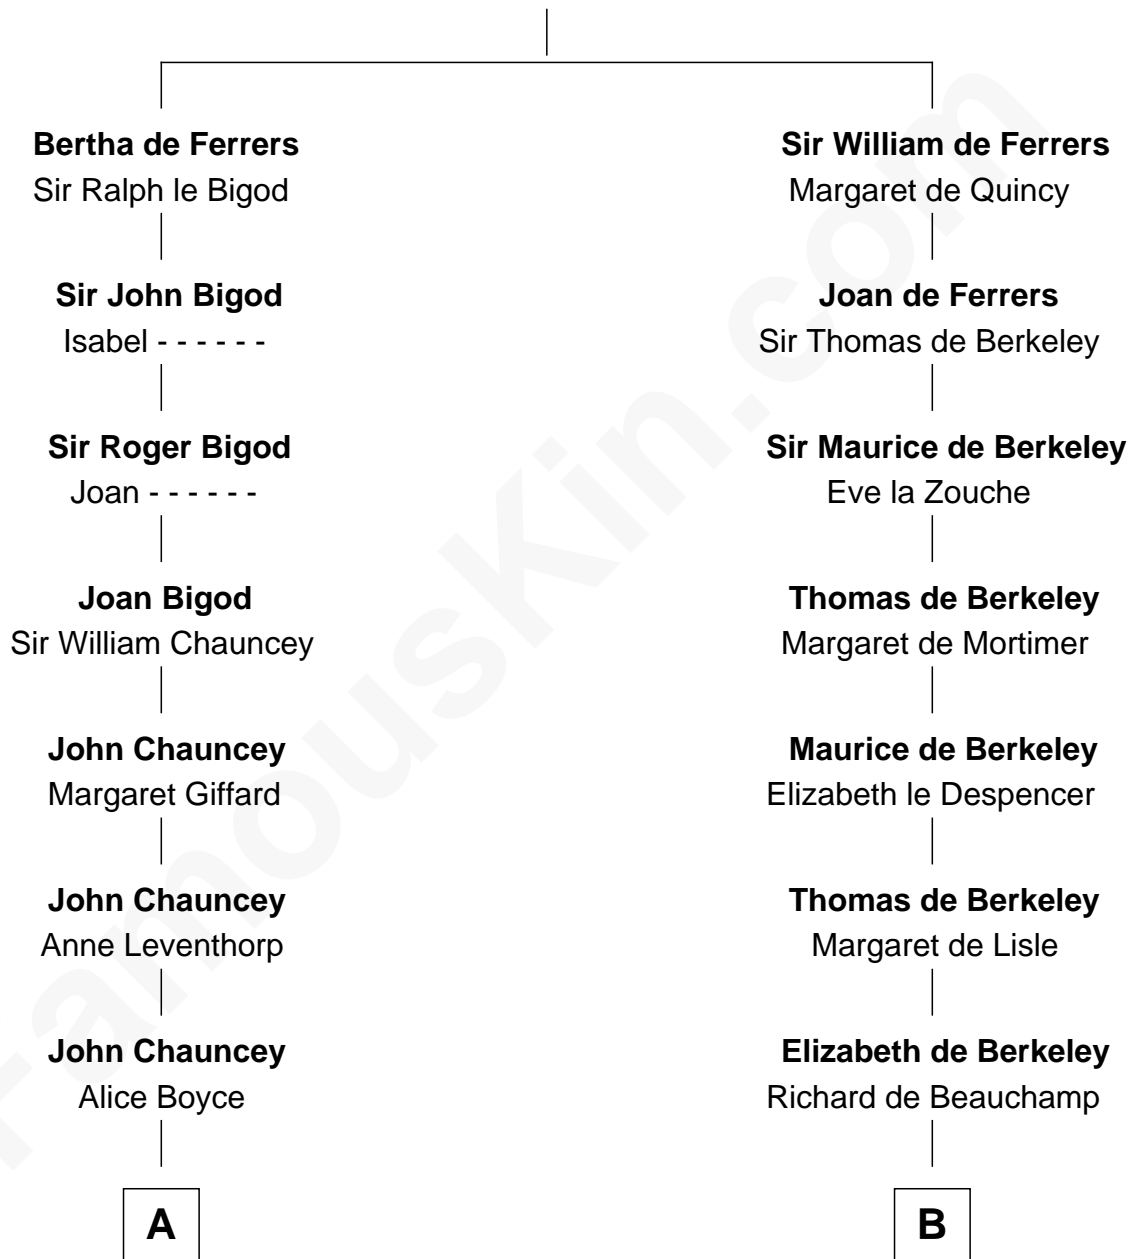 Bertha de Ferrers
Sir Ralph le Bigod
Sir John Bigod
Isabel - - - - - -
Sir Roger Bigod
Joan - - - - - -
Joan Bigod
Sir William Chauncey
John Chauncey
Margaret Giffard
John Chauncey
Anne Leventhorp
John Chauncey
Alice Boyce
A
Sir William de Ferrers
Margaret de Quincy
Joan de Ferrers
Sir Thomas de Berkeley
Sir Maurice de Berkeley
Eve la Zouche
Thomas de Berkeley
Margaret de Mortimer
Maurice de Berkeley
Elizabeth le Despencer
Thomas de Berkeley
Margaret de Lisle
Elizabeth de Berkeley
Richard de Beauchamp
B
FamousKin.com